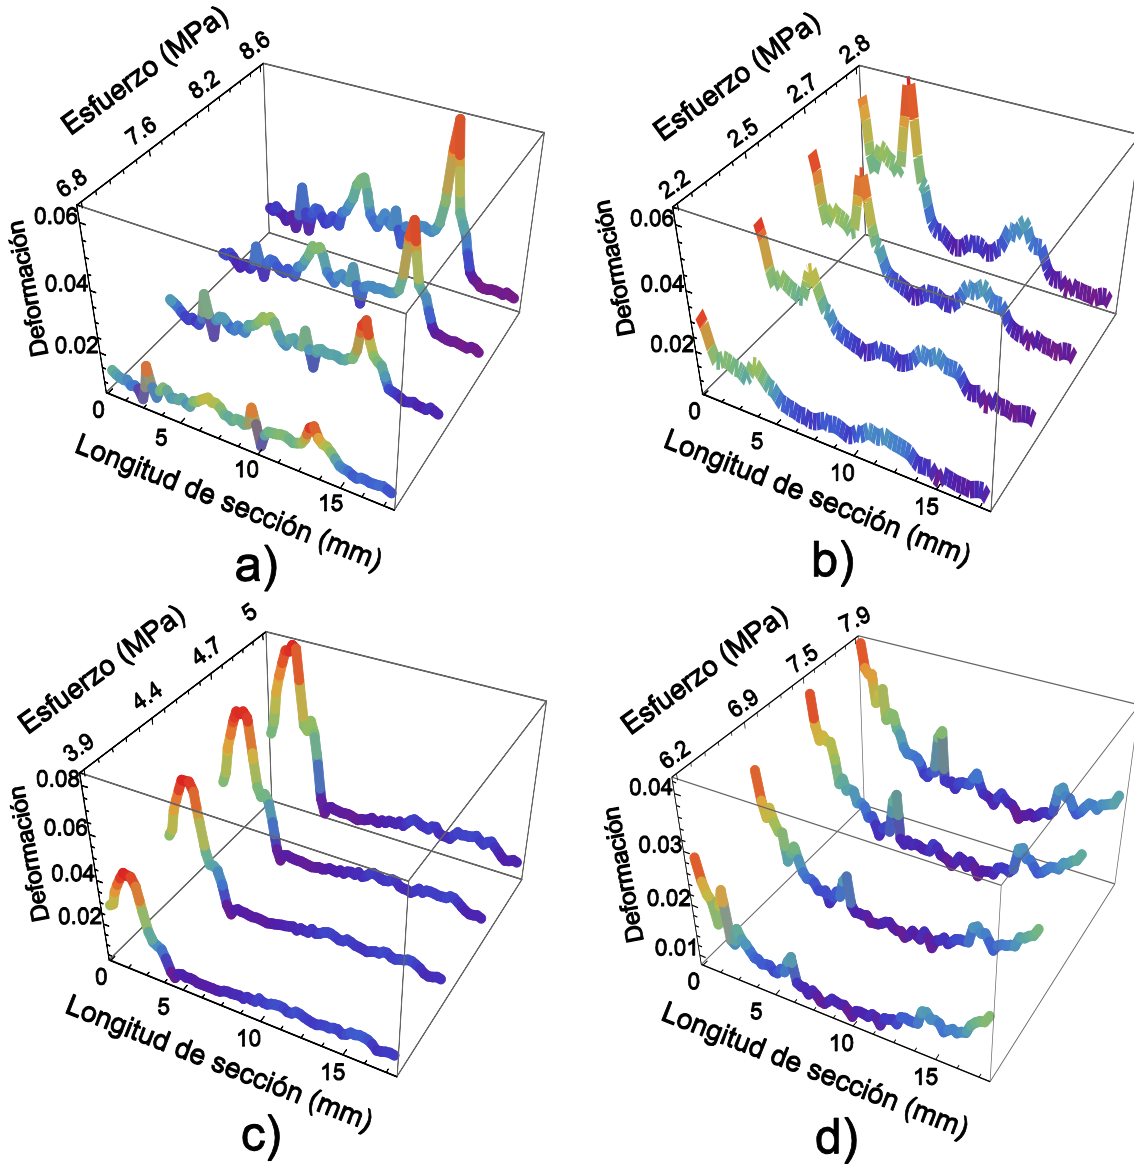 Esfuerzo (MPa)
6.8
7.6
8.2
8.6
Deformación
0.06
0.04
0.02
0
5
10
15
Longitud de sección (mm)
a)
Esfuerzo (MPa)
2.2
2.5
2.7
2.8
Deformación
0.06
0.04
0.02
0
5
10
15
Longitud de sección (mm)
b)
Esfuerzo (MPa)
3.9
4.4
4.7
5
Deformación
0.08
0.06
0.04
0.02
0
5
10
15
Longitud de sección (mm)
c)
Esfuerzo (MPa)
6.2
6.9
7.5
7.9
Deformación
0.04
0.03
0.02
0.01
0
5
10
15
Longitud de sección (mm)
d)